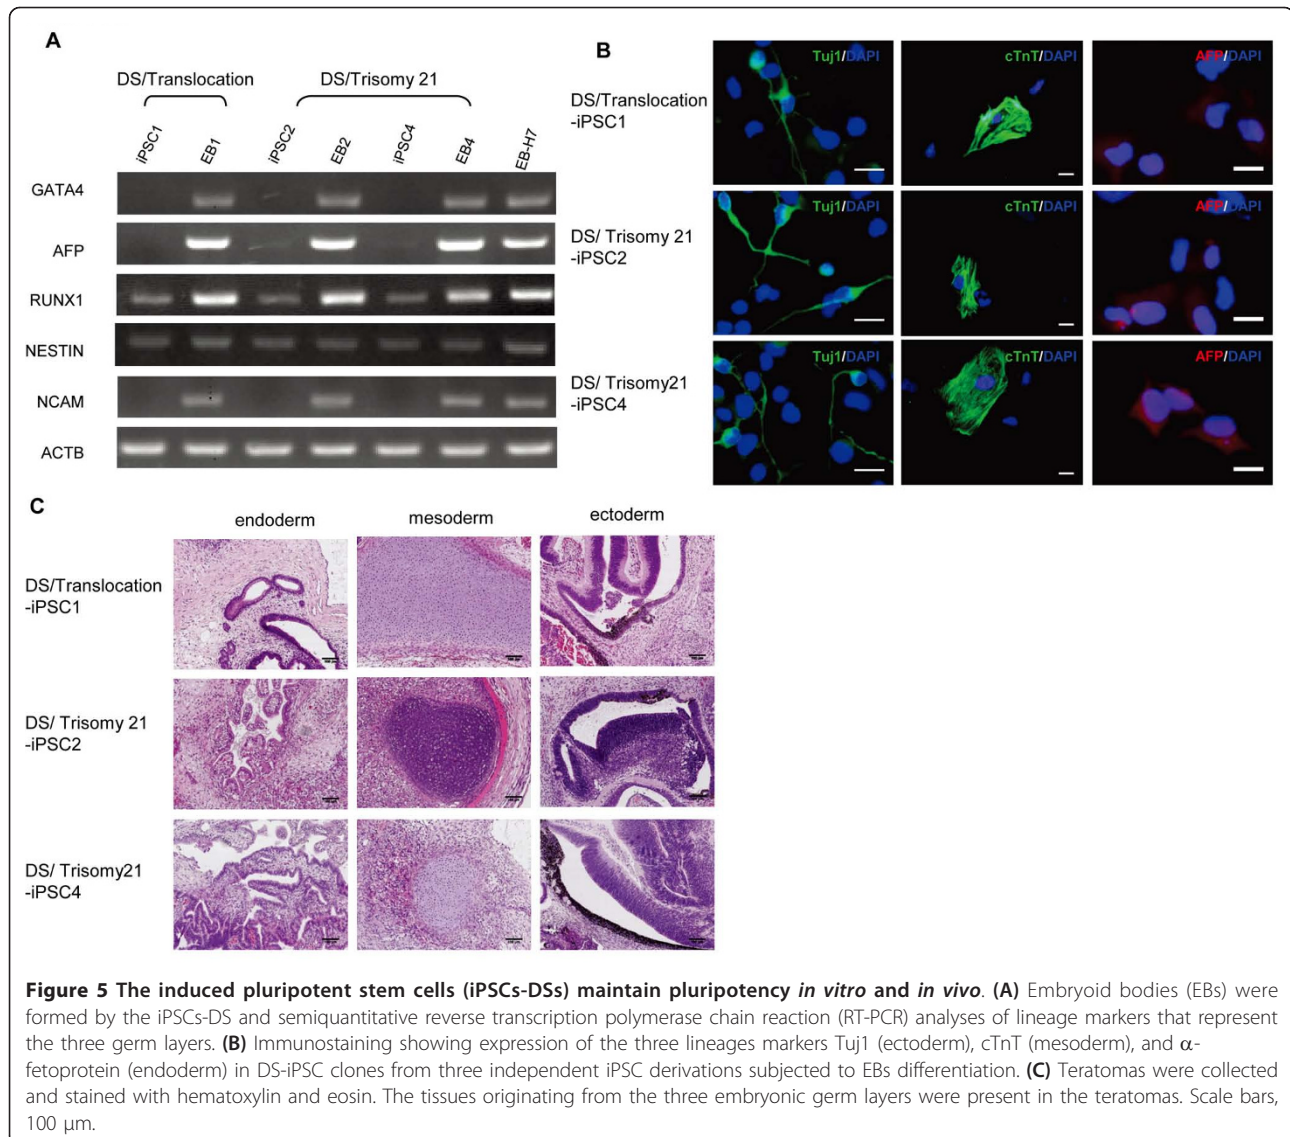 A
DS/Translocation
DS/Trisomy 21
iPSC1
EB1
iPSC2
EB2
iPSC4
EB4
EB-H7
GATA4
AFP
RUNX1
NESTIN
NCAM
ACTB
B
DS/Translocation
-iPSC1
Tuj1/DAPI
cTnT/DAPI
AFP/DAPI
DS/ Trisomy 21
-iPSC2
Tuj1/DAPI
cTnT/DAPI
AFP/DAPI
DS/ Trisomy21
-iPSC4
Tuj1/DAPI
cTnT/DAPI
AFP/DAPI
C
endoderm
mesoderm
ectoderm
DS/Translocation
-iPSC1
DS/ Trisomy 21
-iPSC2
DS/ Trisomy21
-iPSC4
Figure 5 The induced pluripotent stem cells (iPSCs-DSs) maintain pluripotency in vitro and in vivo. (A) Embryoid bodies (EBs) were
formed by the iPSCs-DS and semiquantitative reverse transcription polymerase chain reaction (RT-PCR) analyses of lineage markers that represent
the three germ layers. (B) Immunostaining showing expression of the three lineages markers Tuj1 (ectoderm), cTnT (mesoderm), and α-
fetoprotein (endoderm) in DS-iPSC clones from three independent iPSC derivations subjected to EBs differentiation. (C) Teratomas were collected
and stained with hematoxylin and eosin. The tissues originating from the three embryonic germ layers were present in the teratomas. Scale bars,
100 μm.